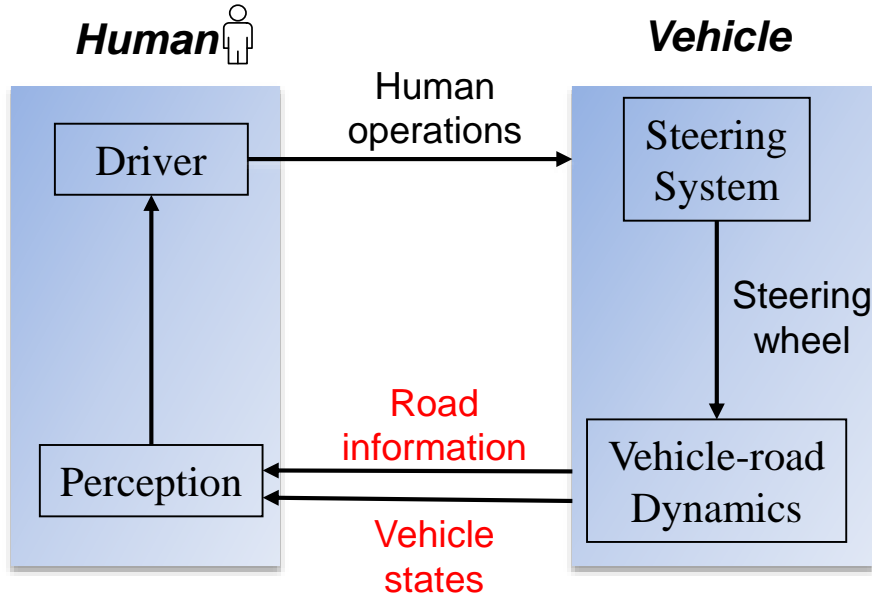 Human
Vehicle
Human
operations
Driver
Steering
System
Steering
wheel
Road
information
Perception
Vehicle-road
Dynamics
Vehicle
states